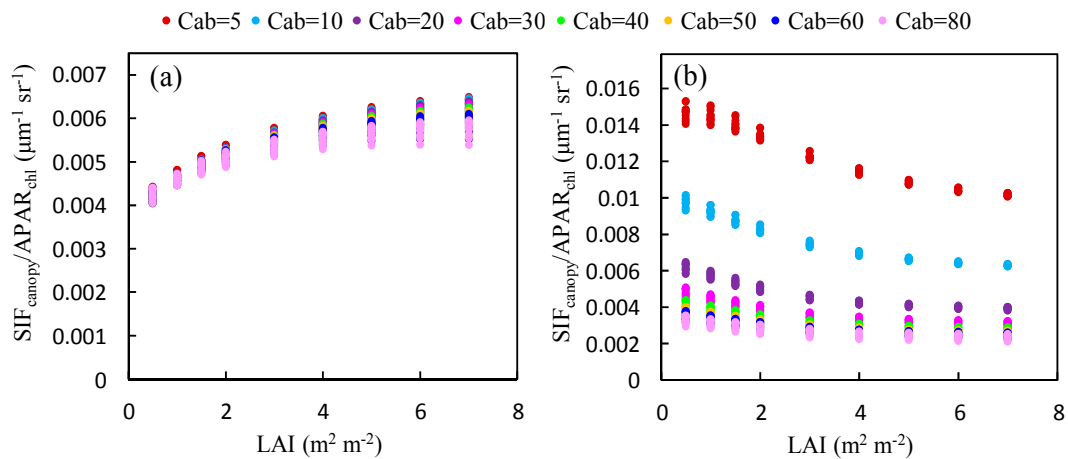 Cab=5 Cab=10 Cab=20 Cab=30 Cab=40 Cab=50 Cab=60 Cab=80
(a)
SIFcanopy/APARchl (μm-1 sr-1)
0.007
0.006
0.005
0.004
0.003
0.002
0.001
0
0 2 4 6 8
LAI (m2 m-2)
(b)
SIFcanopy/APARchl (μm-1 sr-1)
0.016
0.014
0.012
0.01
0.008
0.006
0.004
0.002
0
0 2 4 6 8
LAI (m2 m-2)